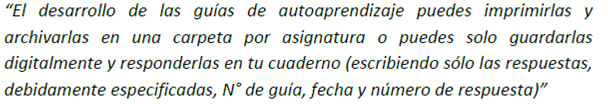 “El desarrollo de las guías de autoaprendizaje puedes imprimirlas y
archivarlas en una carpeta por asignatura o puedes solo guardarlas
digitalmente y responderlas en tu cuaderno (escribiendo sólo las respuestas,
debidamente especificadas, N° de guía, fecha y número de respuesta)”